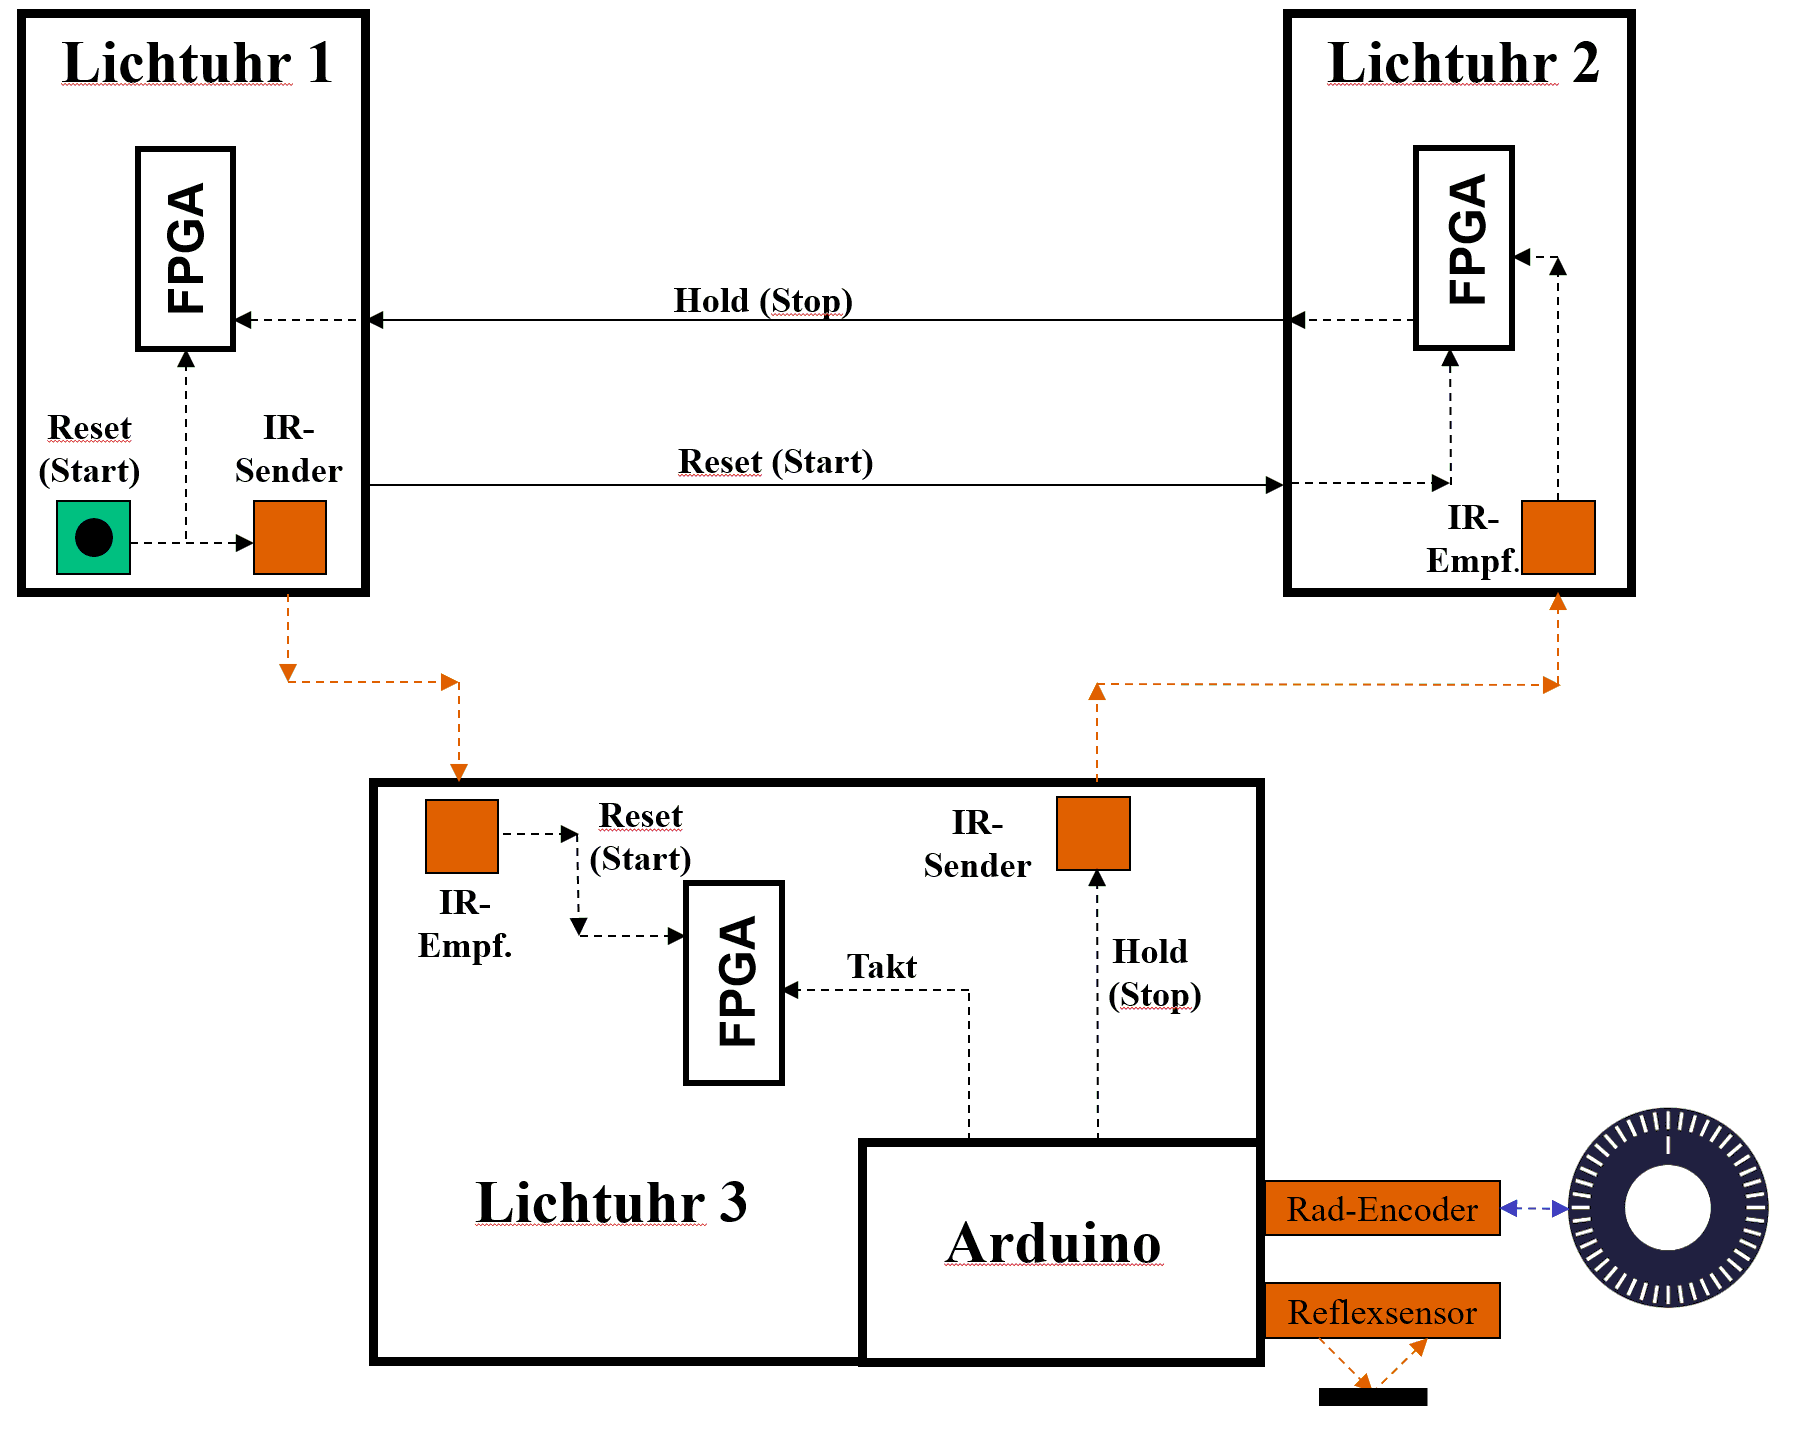 Lichtuhr 1
Lichtuhr 2
FPGA
FPGA
Hold (Stop)
Reset
(Start)
IR-
Sender
Reset (Start)
IR-
Empf.
IR-
Empf.
Reset
(Start)
IR-
Sender
FPGA
Takt
Hold
(Stop)
Lichtuhr 3
Arduino
Rad-Encoder
Reflexsensor